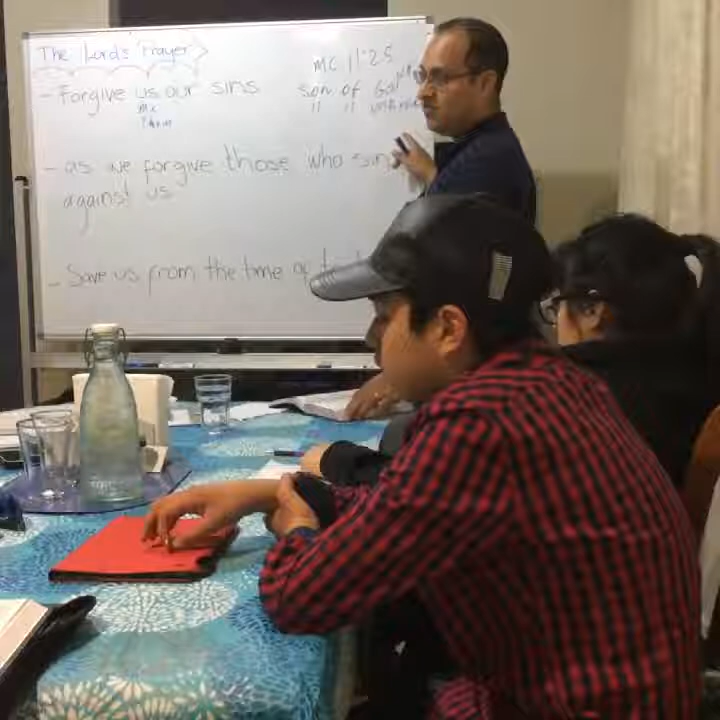 The Lord's Prayer
- Forgive us our sins
me
MC 11:25
son of God
" "
- as we forgive those who sin
against us
- Save us from the time of